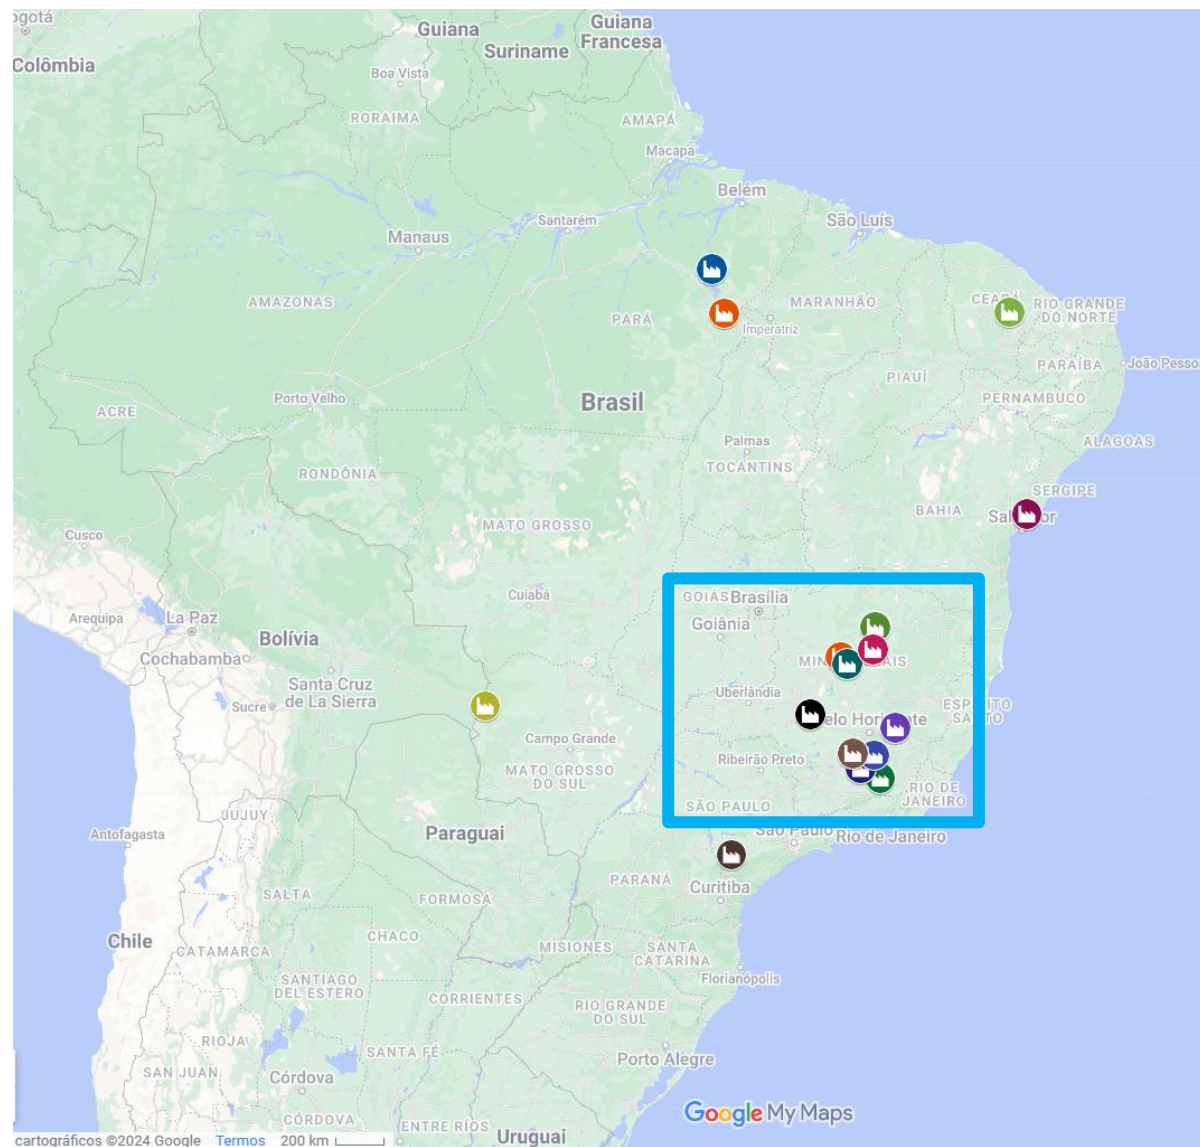 ogotá
Colômbia
Guiana
Suriname
Guiana
Francesa
Boa Vista
RORAIMA
AMAPÁ
Macapá
Belém
Santarém
São Luís
Manaus
AMAZONAS
PARÁ
MARANHÃO
Imperatriz
CEARÁ
RIO GRANDE
DO NORTE
PARAÍBA
João Pesso
PIAUÍ
PERNAMBUCO
Brasil
ACRE
Porto Velho
Palmas
TOCANTINS
ALAGOAS
RONDÔNIA
SERGIPE
BAHIA
MATO GROSSO
Cusco
Cuiabá
GOIÁS
Brasília
Goiânia
Arequipa
La Paz
Bolívia
Cochabamba
Santa Cruz
de La Sierra
Sucre
Uberlândia
elo Horizonte
Campo Grande
Ribeirão Preto
MATO GROSSO
DO SUL
RIO DE
JANEIRO
SÃO PAULO
JUJUY
Antofagasta
Paraguai
São Paulo
Rio de Janeiro
PARANÁ
Curitiba
SALTA
FORMOSA
Chile
CATAMARCA
CHACO
MISIONES
SANTA
CATARINA
Florianópolis
SANTIAGO
DEL ESTERO
CORRIENTES
RIO GRANDE
DO SUL
RIOJA
SANTA FÉ
Porto Alegre
SAN JUAN
Córdova
CÓRDOVA
ENTRE RÍOS
Uruguai
Google My Maps
cartográficos ©2024 Google Termos 200 km